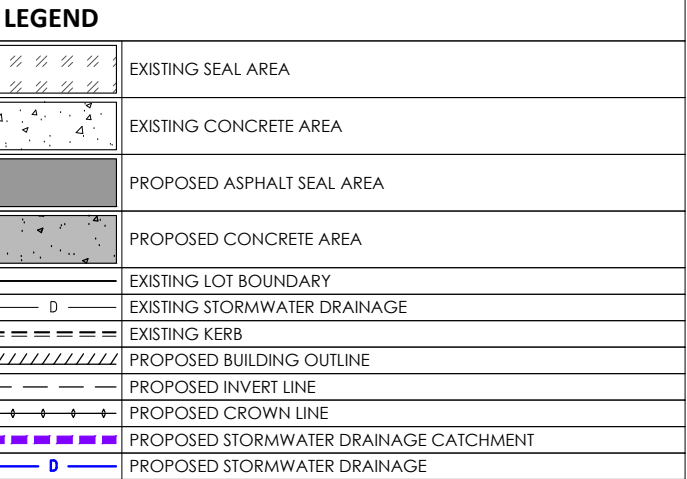 LEGEND
EXISTING SEAL AREA
EXISTING CONCRETE AREA
PROPOSED ASPHALT SEAL AREA
PROPOSED CONCRETE AREA
EXISTING LOT BOUNDARY
D EXISTING STORMWATER DRAINAGE
EXISTING KERB
PROPOSED BUILDING OUTLINE
PROPOSED INVERT LINE
PROPOSED CROWN LINE
PROPOSED STORMWATER DRAINAGE CATCHMENT
D PROPOSED STORMWATER DRAINAGE